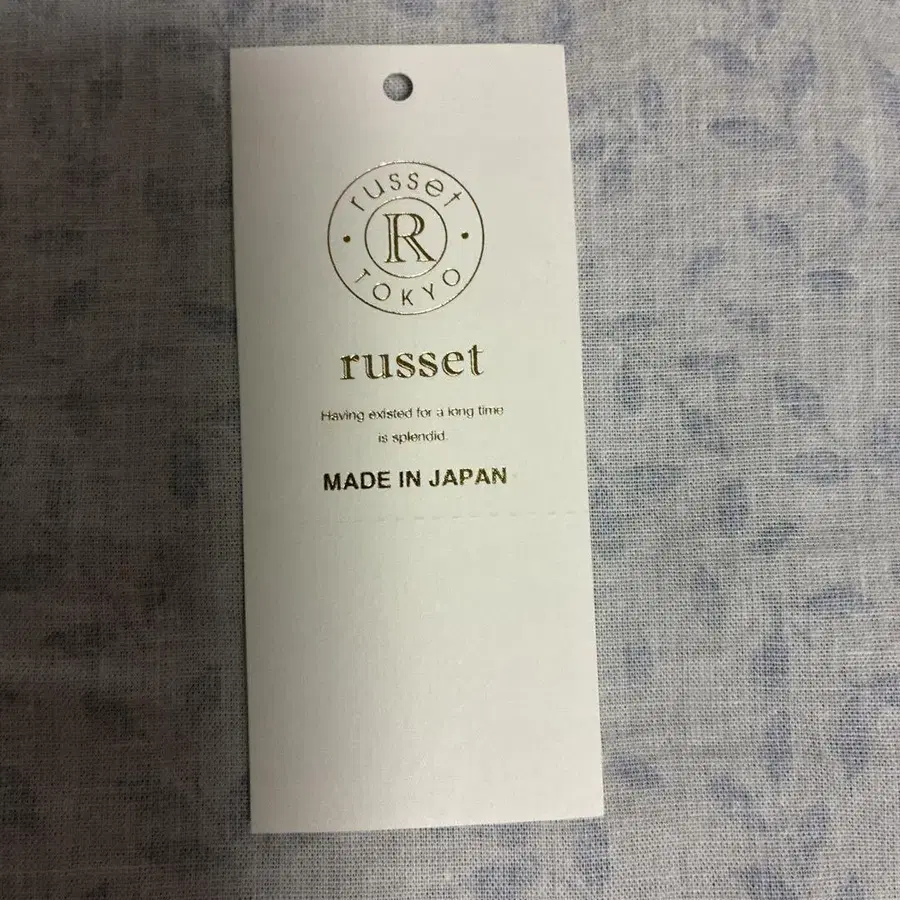 russet
R
TOKYO
russet
Having existed for a long time
is splendid.
MADE IN JAPAN